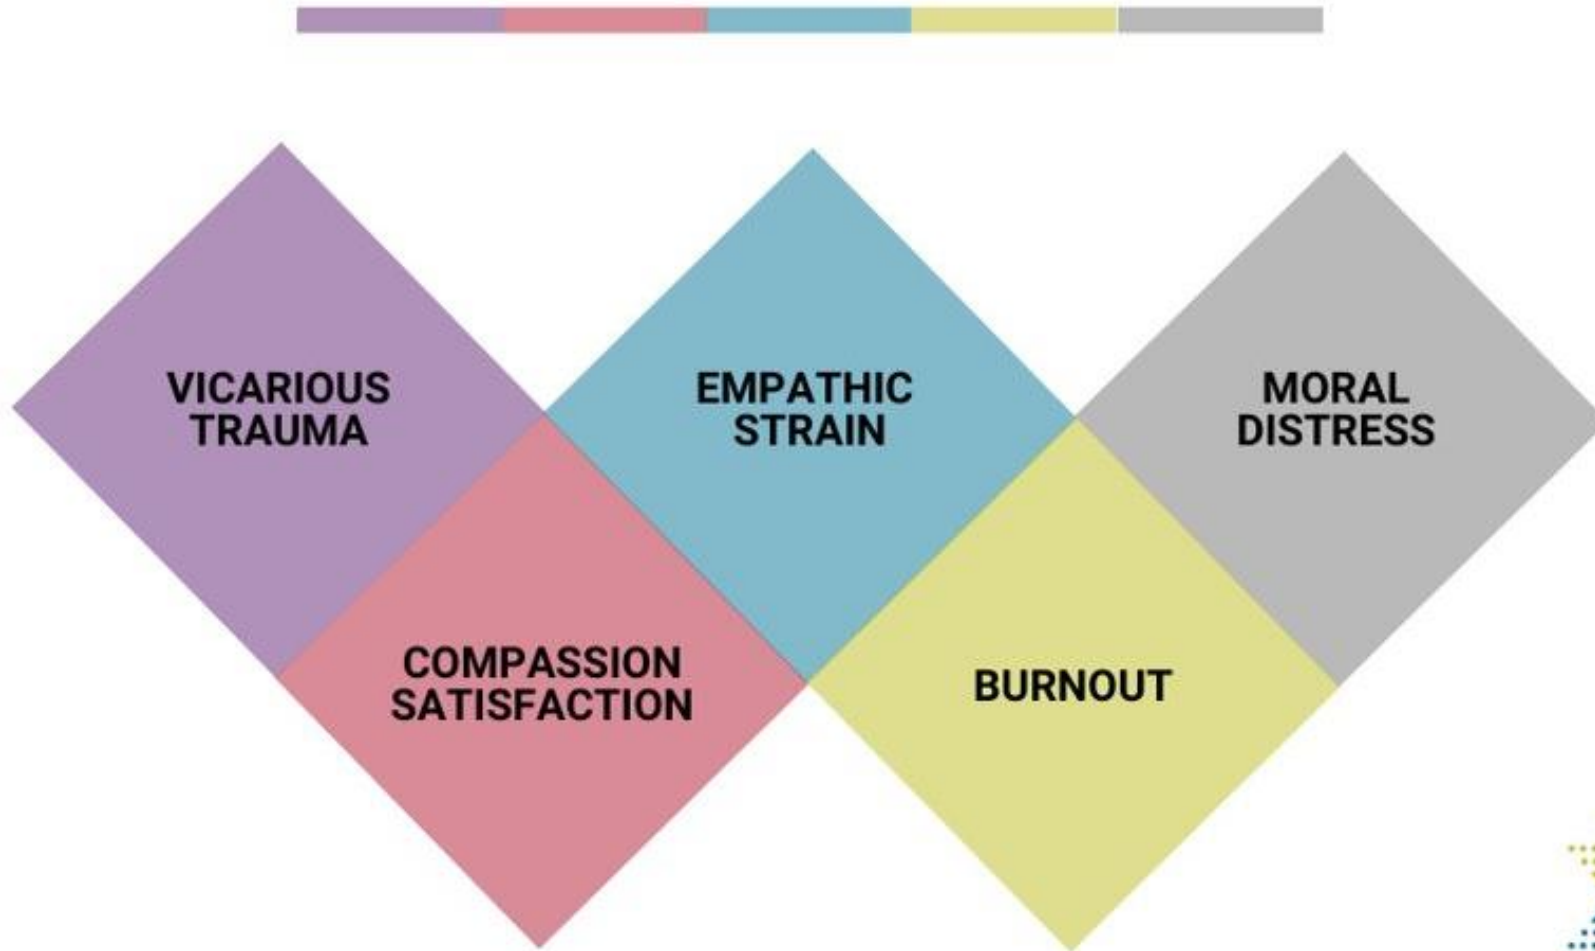 VICARIOUS
TRAUMA
EMPATHIC
STRAIN
MORAL
DISTRESS
COMPASSION
SATISFACTION
BURNOUT